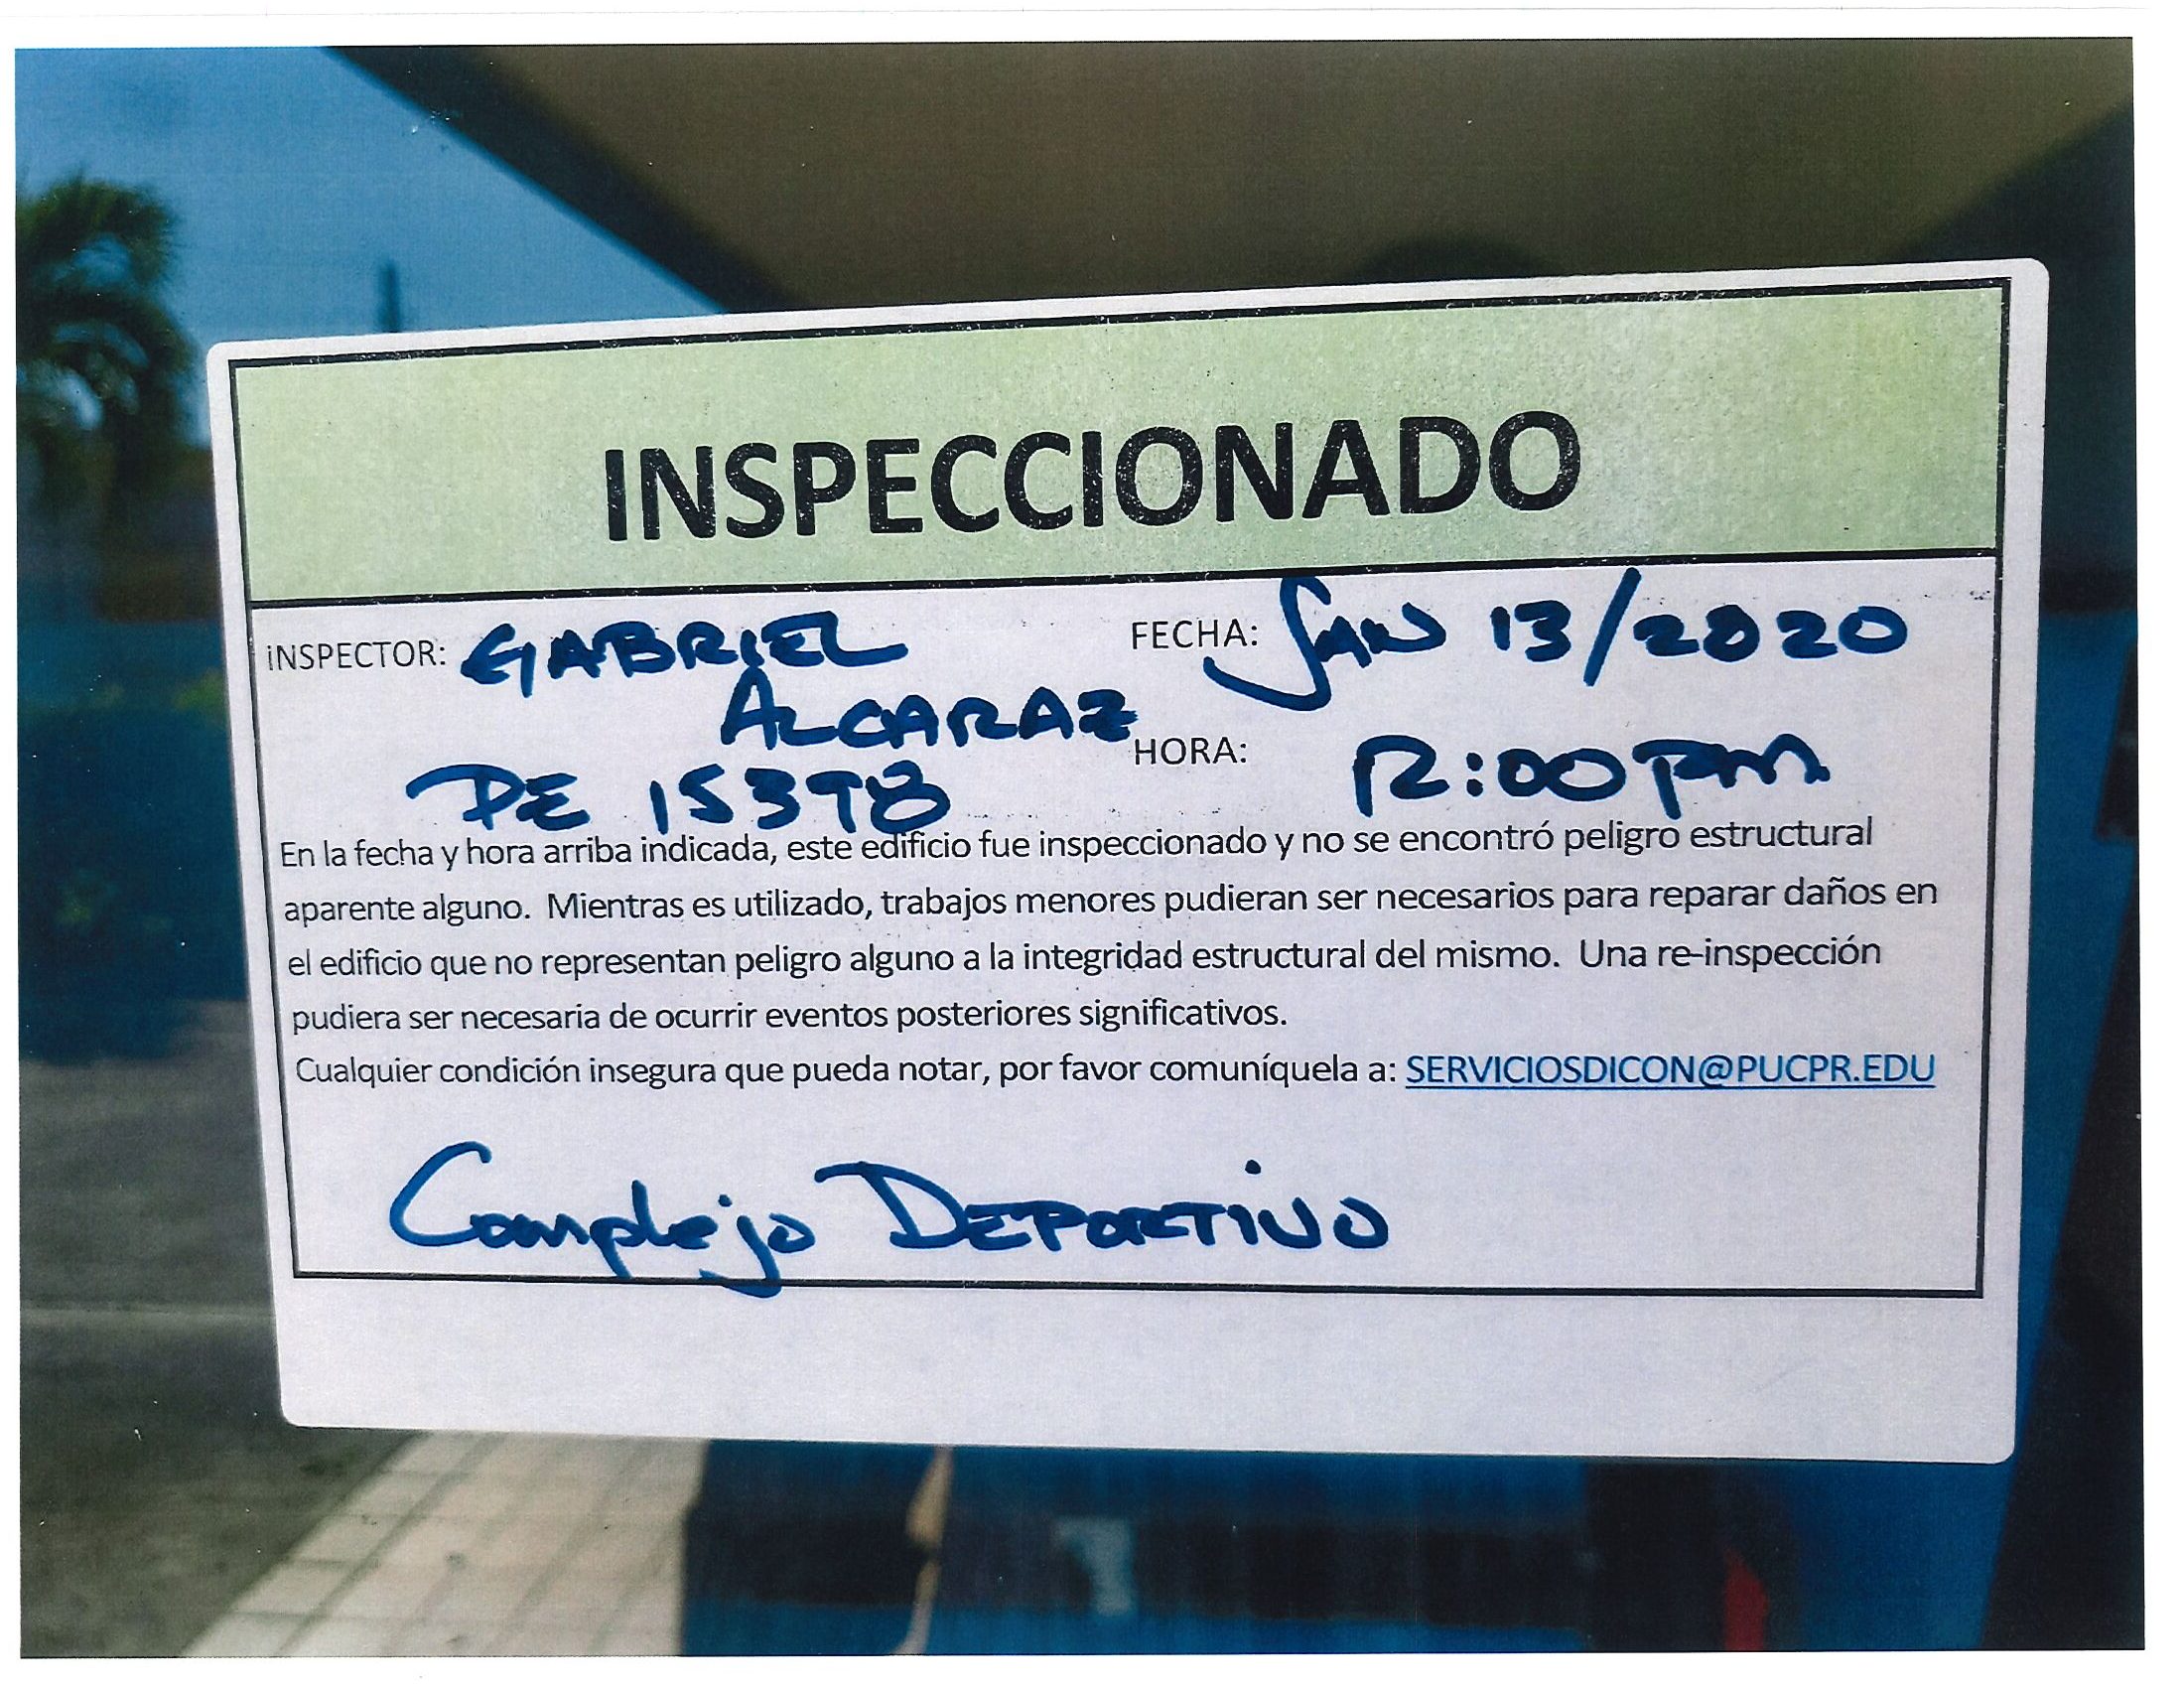 INSPECCIONADO
iNSPECTOR: GABRIEL ALCARAZ
FECHA: JAN 13/2020
PE 15378
HORA: 12:00 PM
En la fecha y hora arriba indicada, este edificio fue inspeccionado y no se encontró peligro estructural
aparente alguno. Mientras es utilizado, trabajos menores pudieran ser necesarios para reparar daños en
el edificio que no representan peligro alguno a la integridad estructural del mismo. Una re-inspección
pudiera ser necesaria de ocurrir eventos posteriores significativos.
Cualquier condición insegura que pueda notar, por favor comuníquela a: SERVICIOSDICON@PUCPR.EDU
Complejo DEPORTIVO